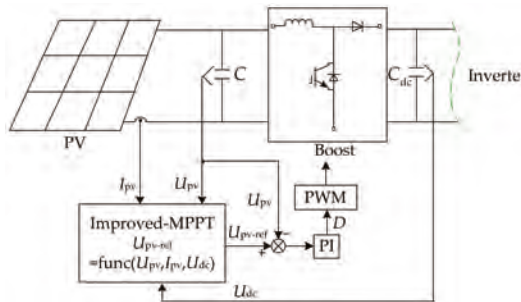 C
C_dc
Inverte
PV
Boost
I_pv
U_pv
U_pv
PWM
D
Improved-MPPT
U_pv-ref
=func(U_pv,I_pv,U_dc)
U_pv-ref
+
−
PI
U_dc